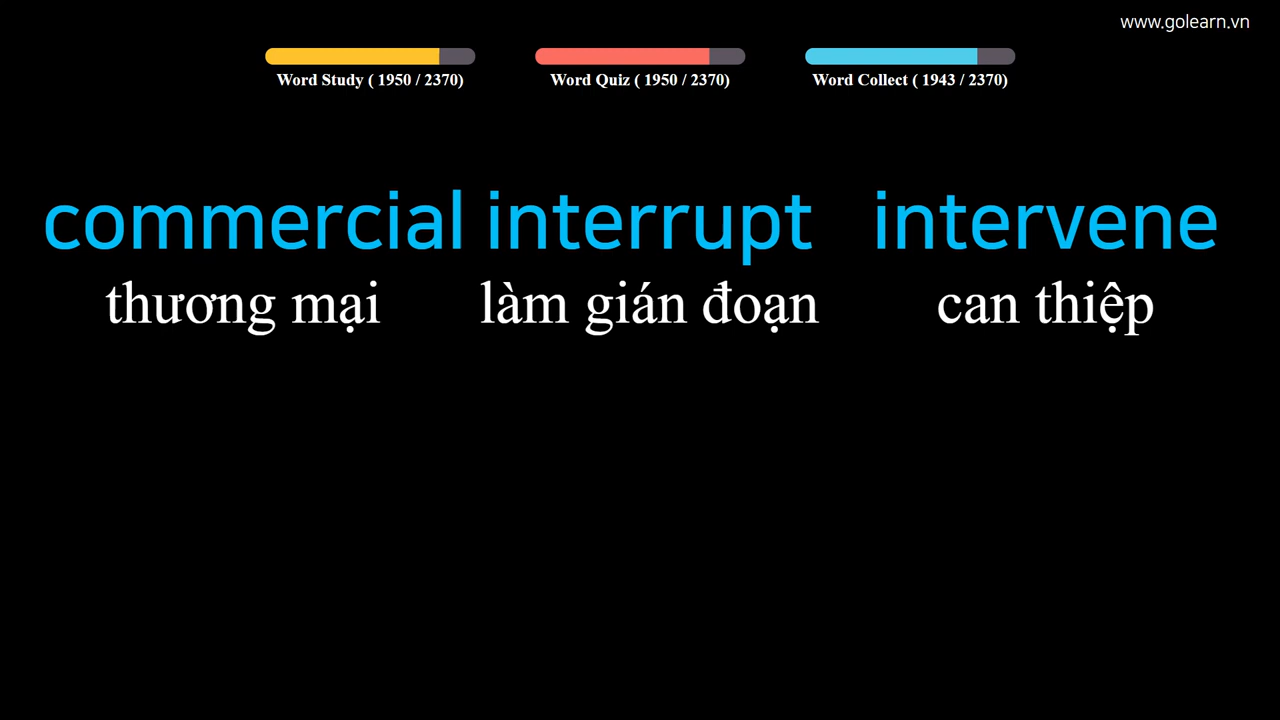 www.golearn.vn
Word Study ( 1950 / 2370)
Word Quiz ( 1950 / 2370)
Word Collect ( 1943 / 2370)
commercial interrupt intervene
thương mại làm gián đoạn can thiệp